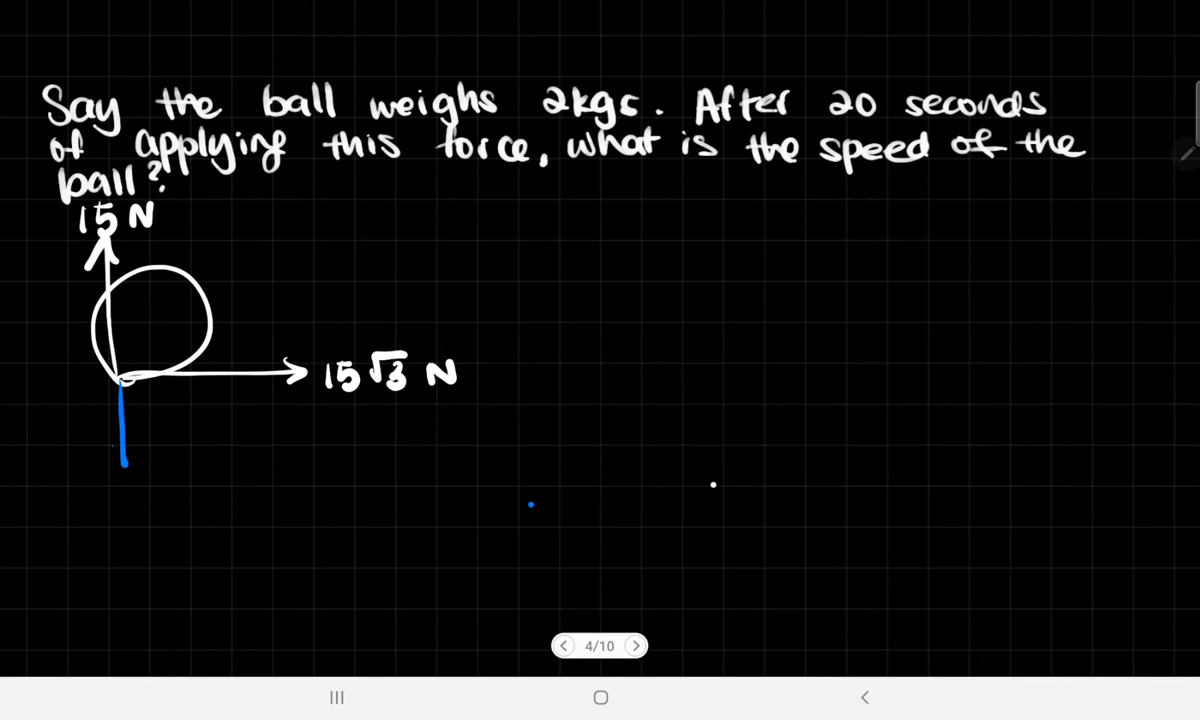 Say the ball weighs 2kgs. After 20 seconds
of applying this force, what is the speed of the
ball?
15 N
15√3 N
4/10